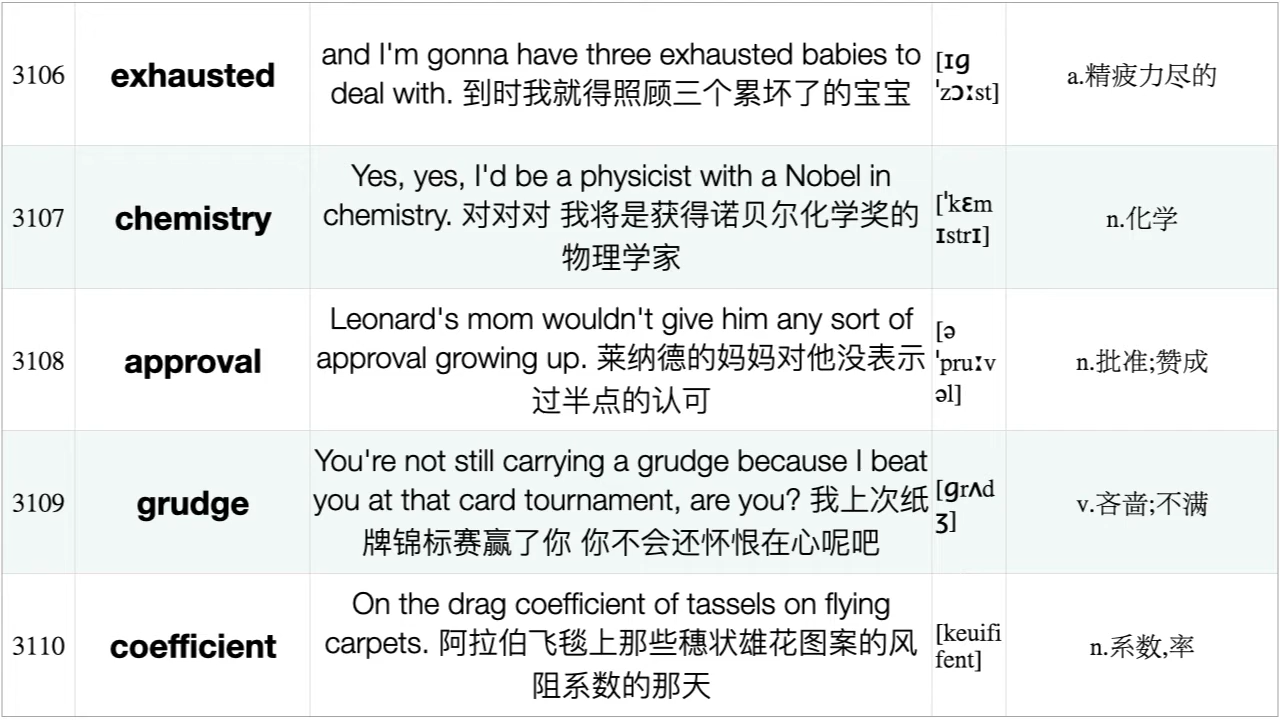 3106
exhausted
and I'm gonna have three exhausted babies to
deal with. 到时我就得照顾三个累坏了的宝宝
[ɪɡ
ˈzɔːst]
a.精疲力尽的
3107
chemistry
Yes, yes, I'd be a physicist with a Nobel in
chemistry. 对对对 我将是获得诺贝尔化学奖的
物理学家
[ˈkɛm
ɪstrɪ]
n.化学
3108
approval
Leonard's mom wouldn't give him any sort of
approval growing up. 莱纳德的妈妈对他没表示
过半点的认可
[ə
ˈpruːv
əl]
n.批准;赞成
3109
grudge
You're not still carrying a grudge because I beat
you at that card tournament, are you? 我上次纸
牌锦标赛赢了你 你不会还怀恨在心呢吧
[ɡrʌd
ʒ]
v.吝啬;不满
3110
coefficient
On the drag coefficient of tassels on flying
carpets. 阿拉伯飞毯上那些穗状雄花图案的风
阻系数的那天
[keuifi
fent]
n.系数,率